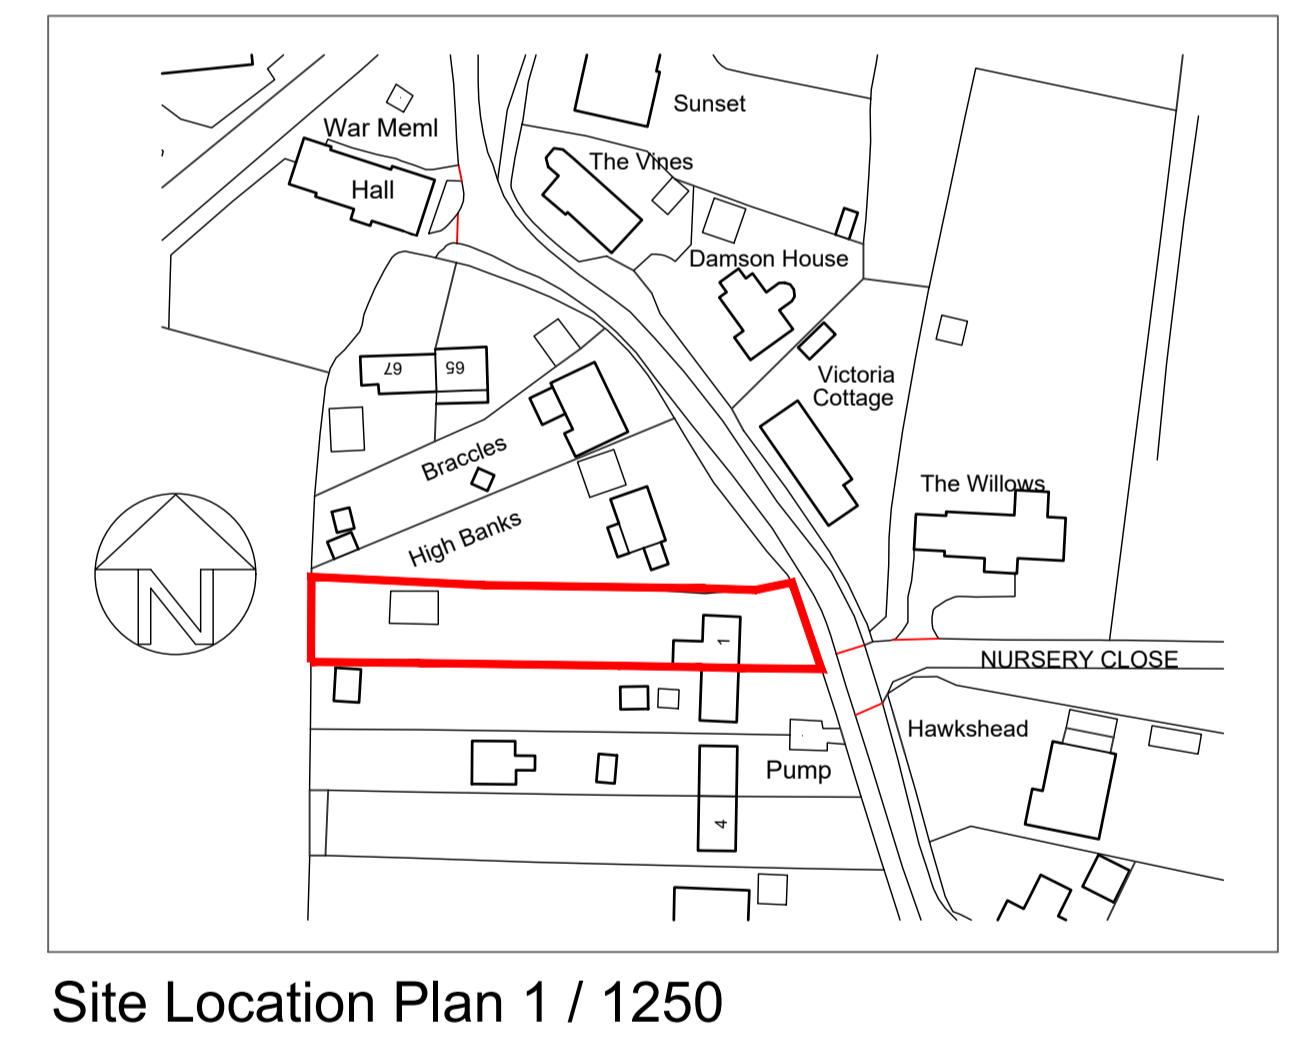 Sunset
War Meml
The Vines
Hall
Damson House
67
65
Victoria
Cottage
Braccles
The Willows
High Banks
N
1
NURSERY CLOSE
Hawkshead
Pump
4
Site Location Plan 1 / 1250